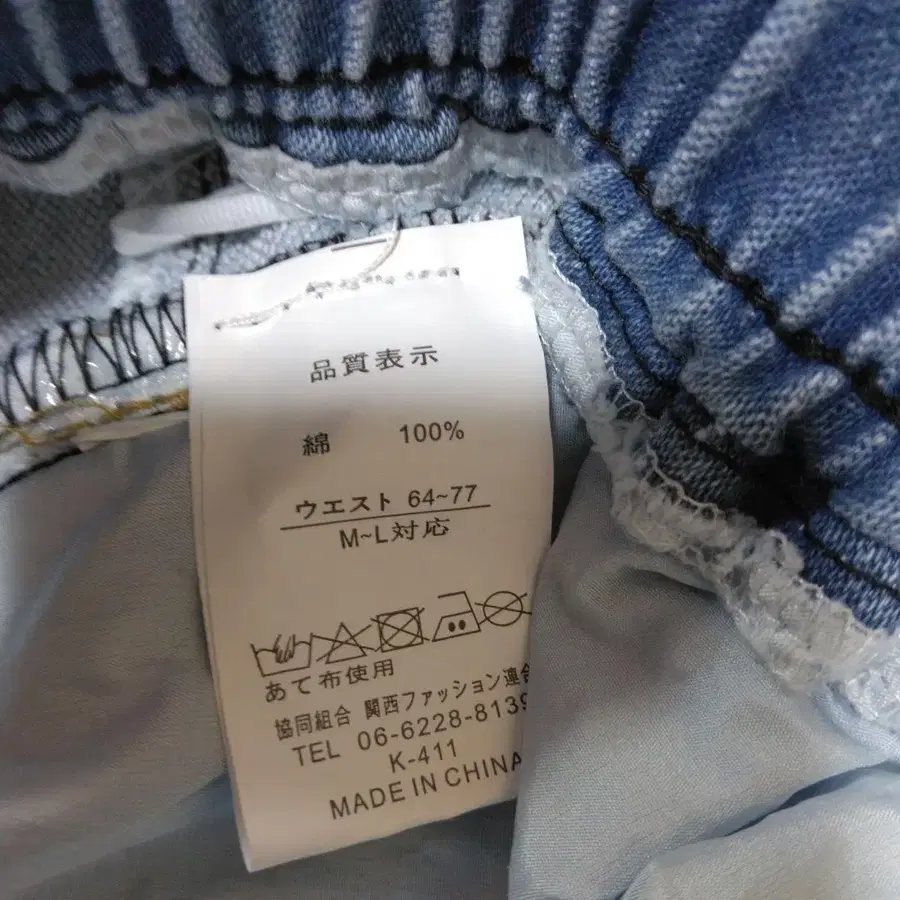 品質表示
綿 100%
ウエスト 64~77
M~L対応
あて布使用
協同組合 関西ファッション連合
TEL 06-6228-8139
K-411
MADE IN CHINA